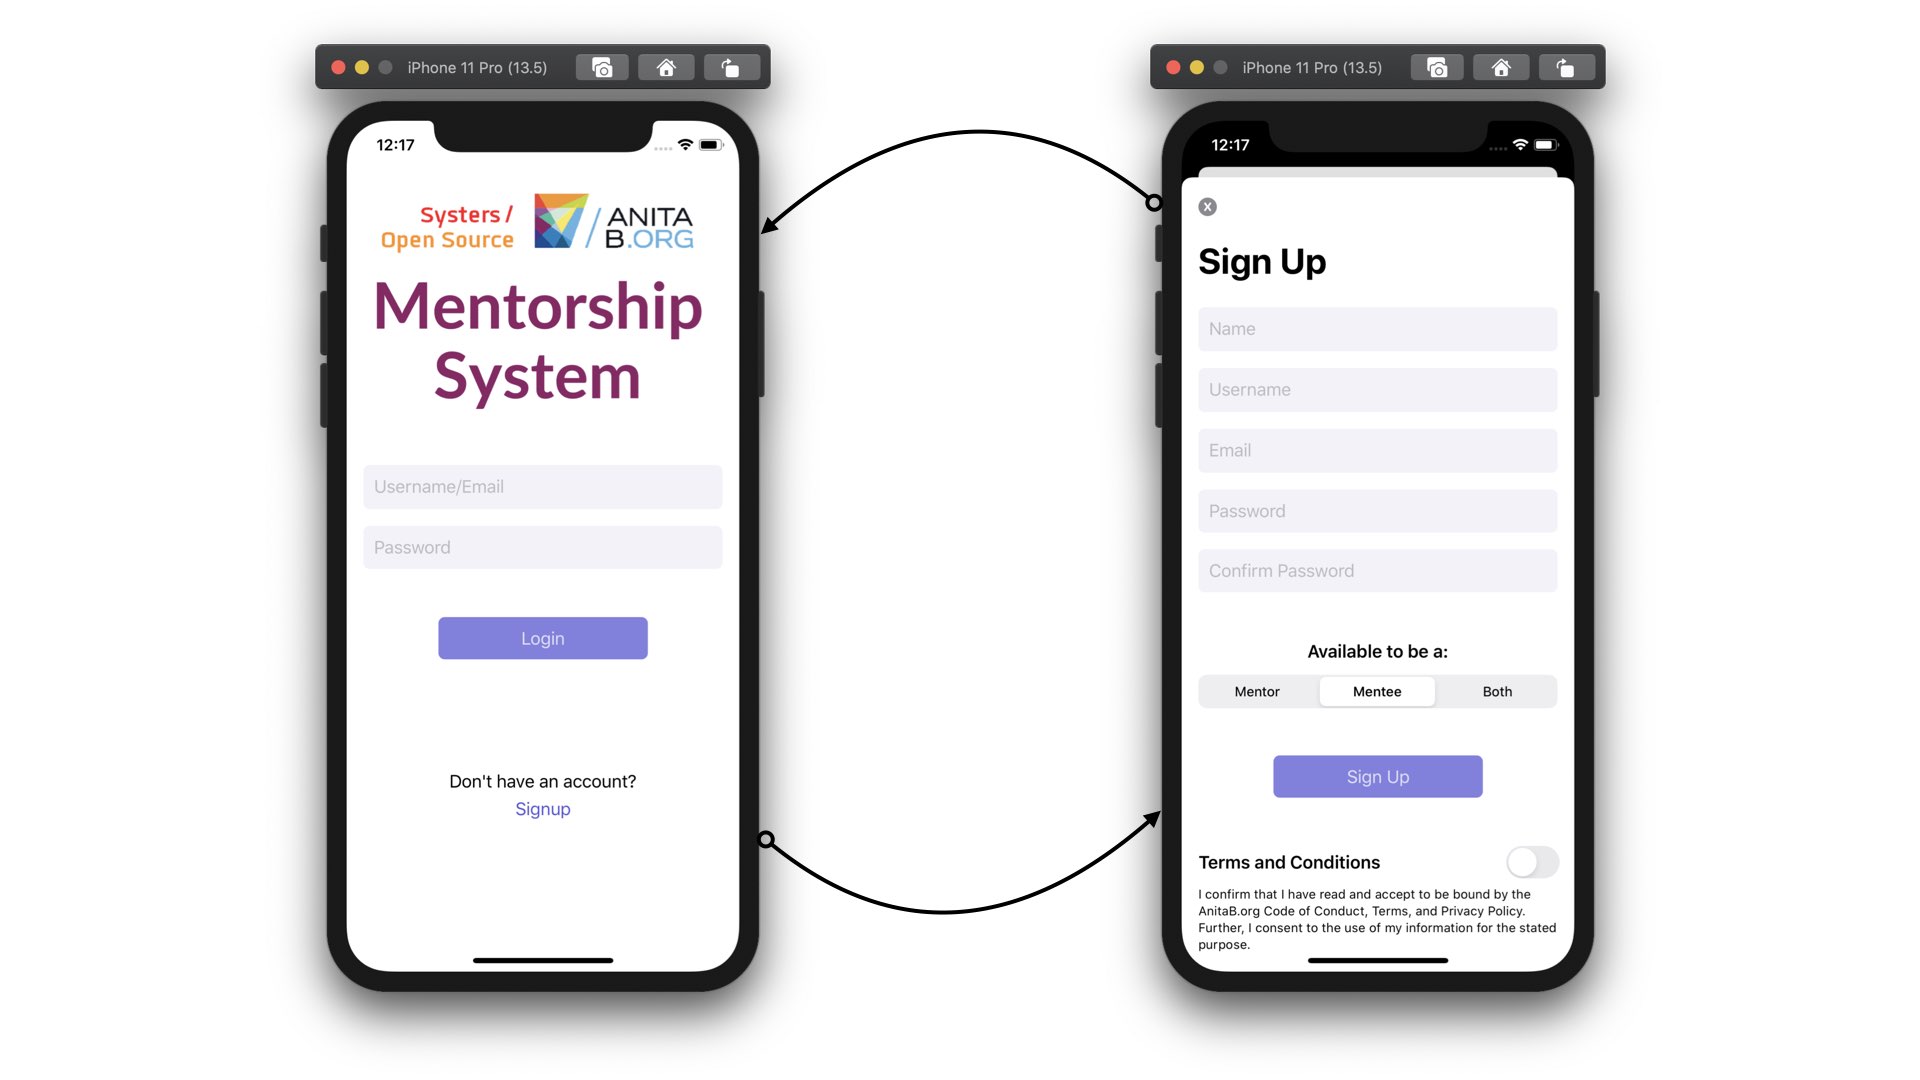 iPhone 11 Pro (13.5)
12:17
Systers /
Open Source
ANITA
B.ORG
Mentorship
System
Username/Email
Password
Login
Don't have an account?
Signup
iPhone 11 Pro (13.5)
12:17
X
Sign Up
Name
Username
Email
Password
Confirm Password
Available to be a:
Mentor Mentee Both
Sign Up
Terms and Conditions
I confirm that I have read and accept to be bound by the
AnitaB.org Code of Conduct, Terms, and Privacy Policy.
Further, I consent to the use of my information for the stated
purpose.